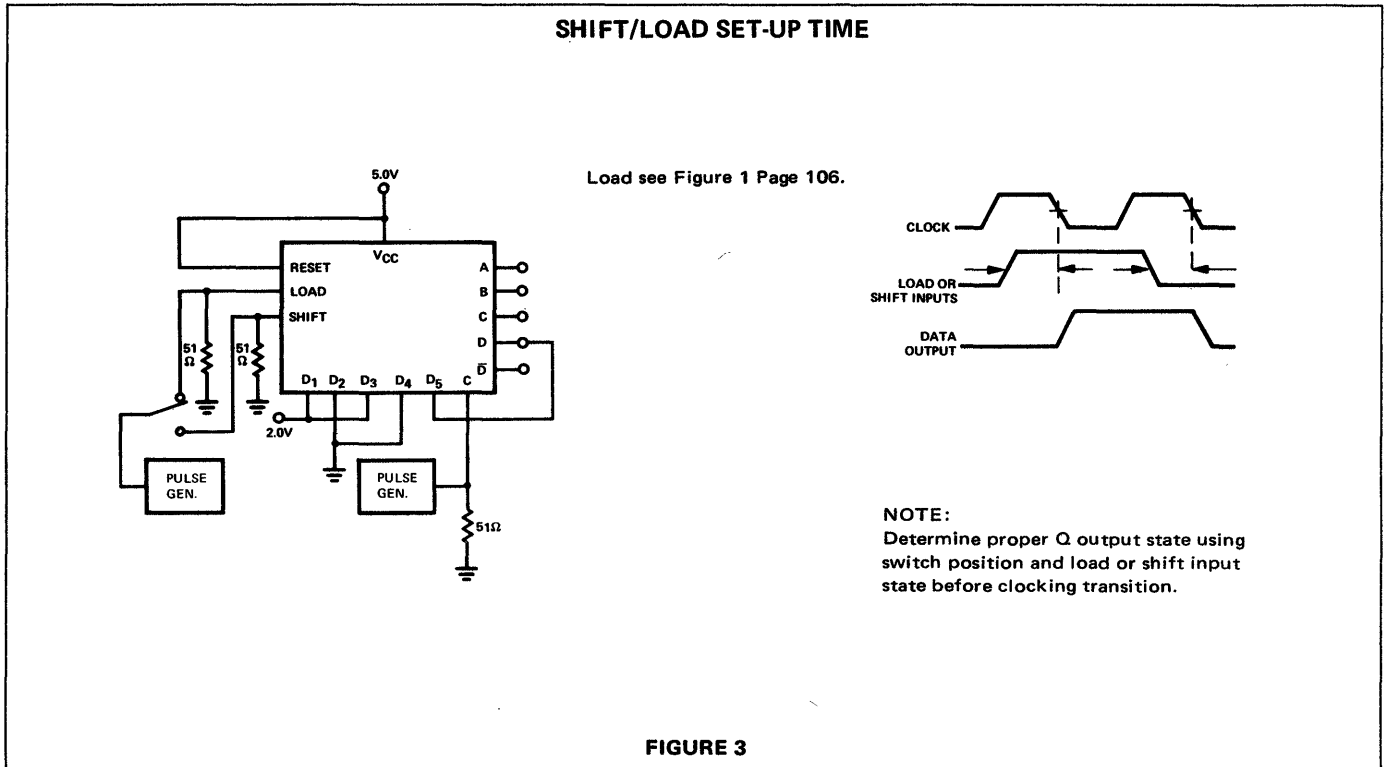 SHIFT/LOAD SET-UP TIME
Load see Figure 1 Page 106.
5.0V
VCC
RESET
LOAD
SHIFT
A
B
C
D
D̅
51
Ω
51
Ω
D1 D2 D3 D4 D5 C
2.0V
PULSE
GEN.
PULSE
GEN.
51Ω
CLOCK
LOAD OR
SHIFT INPUTS
DATA
OUTPUT
NOTE:
Determine proper Q output state using
switch position and load or shift input
state before clocking transition.
FIGURE 3